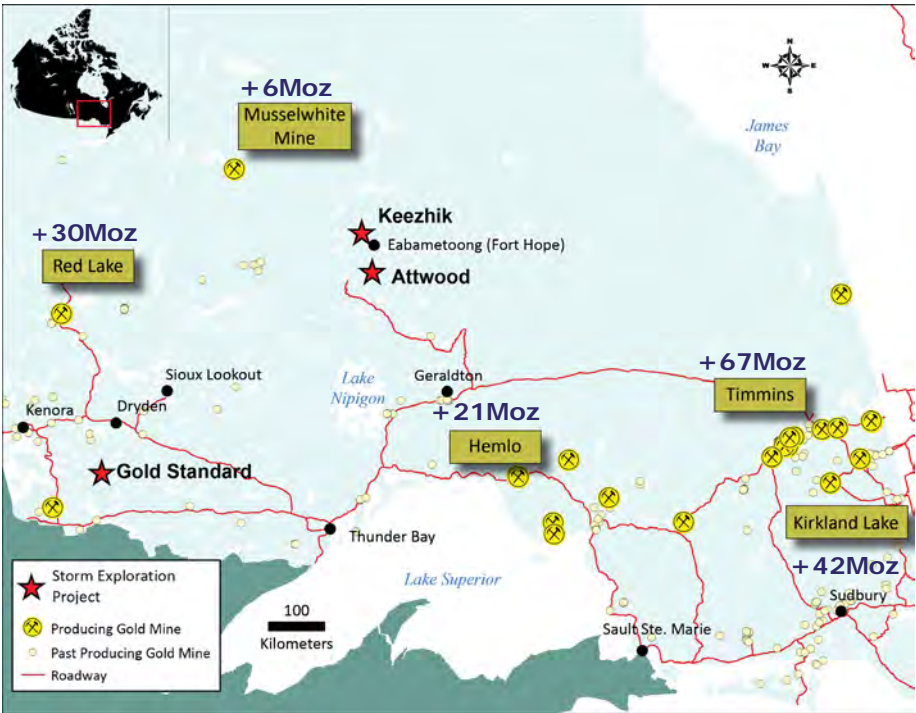 +6Moz
Musselwhite
Mine
N
W
E
S
James
Bay
Keezhik
Eabametoong (Fort Hope)
+30Moz
Red Lake
Attwood
Sioux Lookout
Lake
Nipigon
Geraldton
+67Moz
Timmins
Kenora
Dryden
+21Moz
Hemlo
Gold Standard
Thunder Bay
Kirkland Lake
+42Moz
Lake Superior
Sudbury
Sault Ste. Marie
100
Kilometers
Storm Exploration
Project
Producing Gold Mine
Past Producing Gold Mine
Roadway